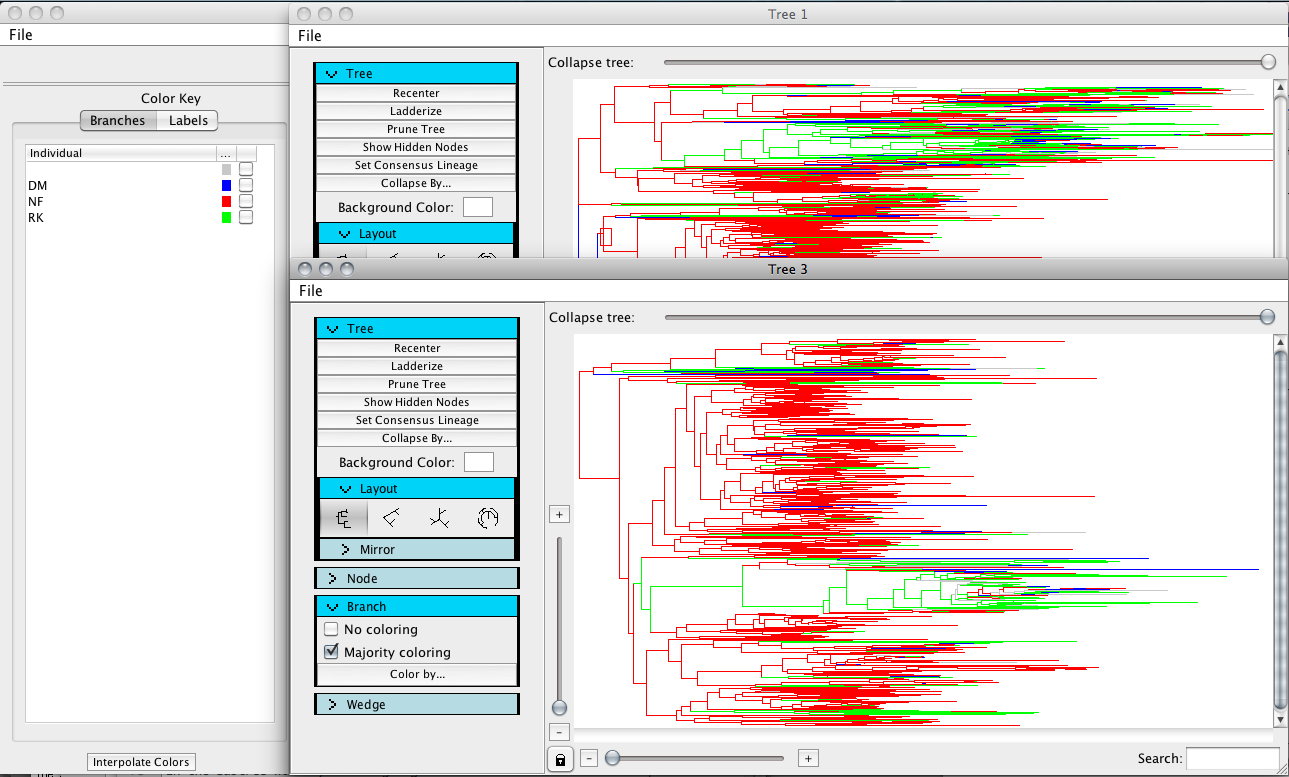 File
Color Key
Branches Labels
Individual ...
DM
NF
RK
Interpolate Colors
Tree 1
File
Tree
Recenter
Ladderize
Prune Tree
Show Hidden Nodes
Set Consensus Lineage
Collapse By...
Background Color:
Layout
Collapse tree:
Tree 3
File
Tree
Recenter
Ladderize
Prune Tree
Show Hidden Nodes
Set Consensus Lineage
Collapse By...
Background Color:
Layout
Mirror
Node
Branch
No coloring
Majority coloring
Color by...
Wedge
Collapse tree:
+
-
- +
Search: